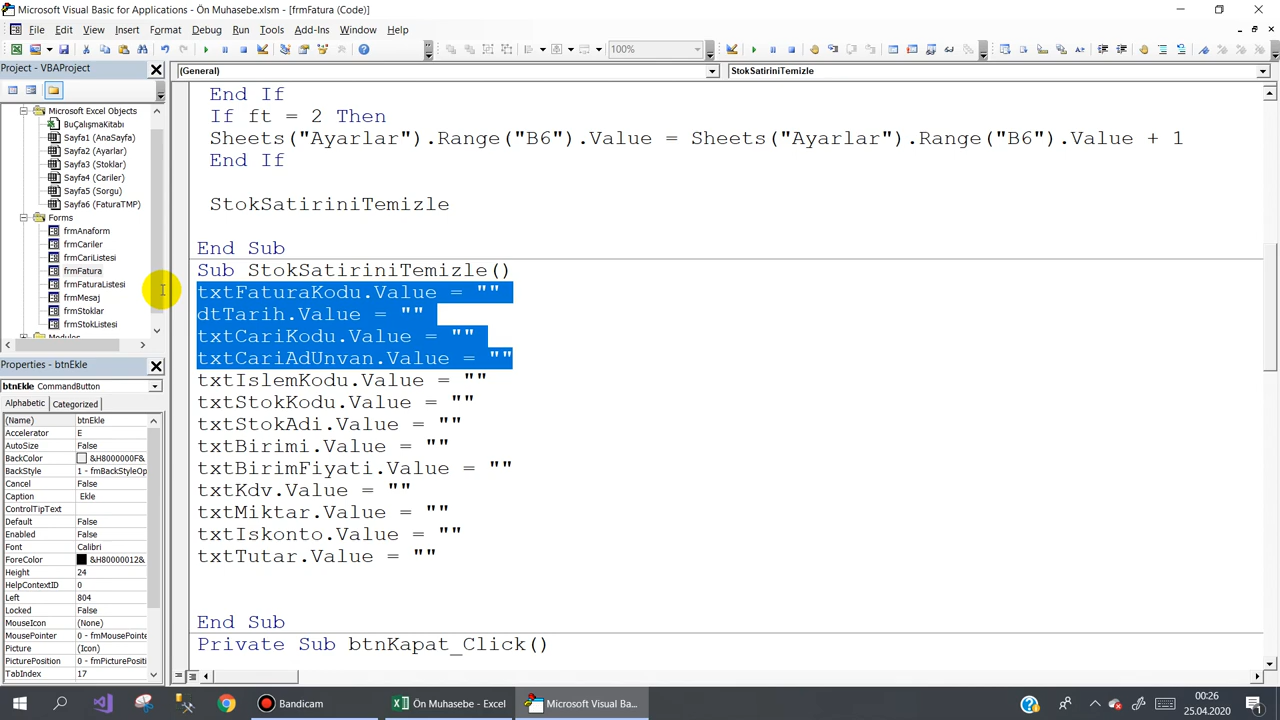 Microsoft Visual Basic for Applications - Ön Muhasebe.xlsm - [frmFatura (Code)]
File Edit View Insert Format Debug Run Tools Add-Ins Window Help
100%
Project - VBAProject
(General)
StokSatiriniTemizle
Microsoft Excel Objects
BuÇalışmaKitabı
Sayfa1 (AnaSayfa)
Sayfa2 (Ayarlar)
Sayfa3 (Stoklar)
Sayfa4 (Cariler)
Sayfa5 (Sorgu)
Sayfa6 (FaturaTMP)
Forms
frmAnaform
frmCariler
frmCariListesi
frmFatura
frmFaturaListesi
frmMesaj
frmStoklar
frmStokListesi
Modules
Properties - btnEkle
btnEkle CommandButton
Alphabetic Categorized
(Name) btnEkle
Accelerator E
AutoSize False
BackColor &H8000000F&
BackStyle 1 - fmBackStyleOp
Cancel False
Caption Ekle
ControlTipText
Default False
Enabled False
Font Calibri
ForeColor &H80000012&
Height 24
HelpContextID 0
Left 804
Locked False
MouseIcon (None)
MousePointer 0 - fmMousePointe
Picture (Icon)
PicturePosition 0 - fmPicturePositi
TabIndex 17
End If
If ft = 2 Then
Sheets("Ayarlar").Range("B6").Value = Sheets("Ayarlar").Range("B6").Value + 1
End If
StokSatiriniTemizle
End Sub
Sub StokSatiriniTemizle()
txtFaturaKodu.Value = ""
dtTarih.Value = ""
txtCariKodu.Value = ""
txtCariAdUnvan.Value = ""
txtIslemKodu.Value = ""
txtStokKodu.Value = ""
txtStokAdi.Value = ""
txtBirimi.Value = ""
txtBirimFiyati.Value = ""
txtKdv.Value = ""
txtMiktar.Value = ""
txtIskonto.Value = ""
txtTutar.Value = ""
End Sub
Private Sub btnKapat_Click()
Bandicam
Ön Muhasebe - Excel
Microsoft Visual Ba...
00:26
25.04.2020